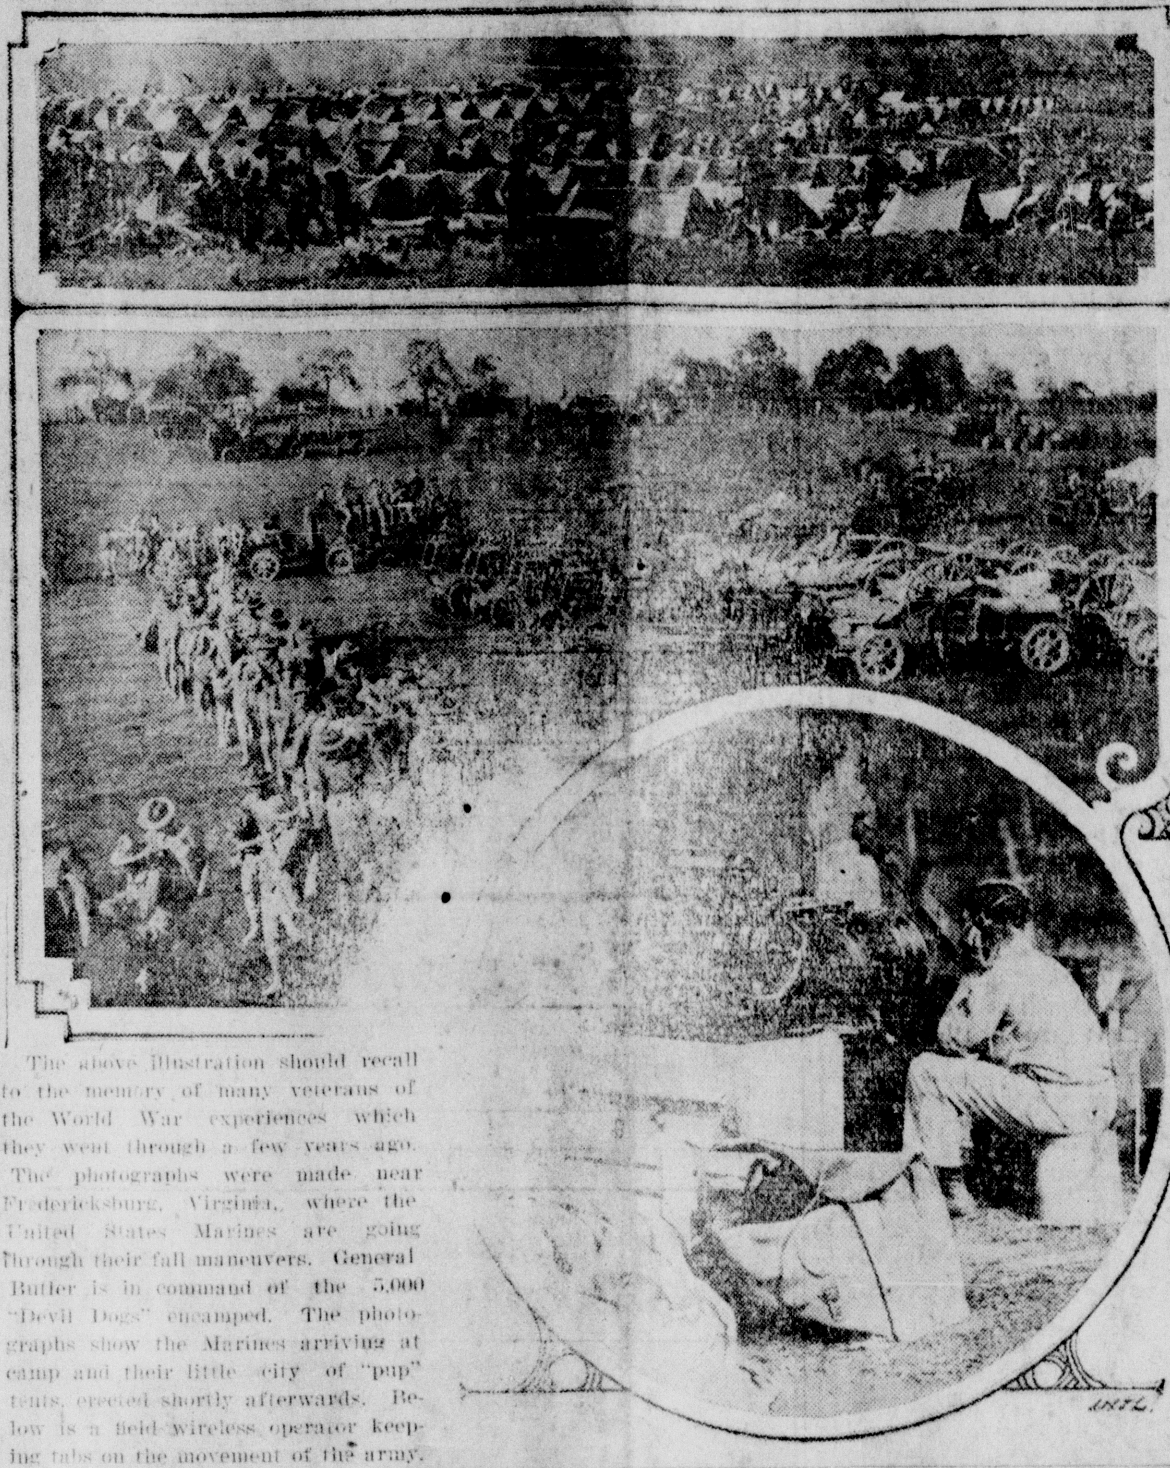 The above illustration should recall
to the memory of many veterans of
the World War experiences which
they went through a few years ago.
The photographs were made near
Fredericksburg, Virginia, where the
United States Marines are going
through their fall maneuvers. General
Butler is in command of the 5,000
"Devil Dogs" encamped. The photo-
graphs show the Marines arriving at
camp and their little city of "pup"
tents, erected shortly afterwards. Be-
low is a field wireless operator keep-
ing tabs on the movement of the army.
INTL.